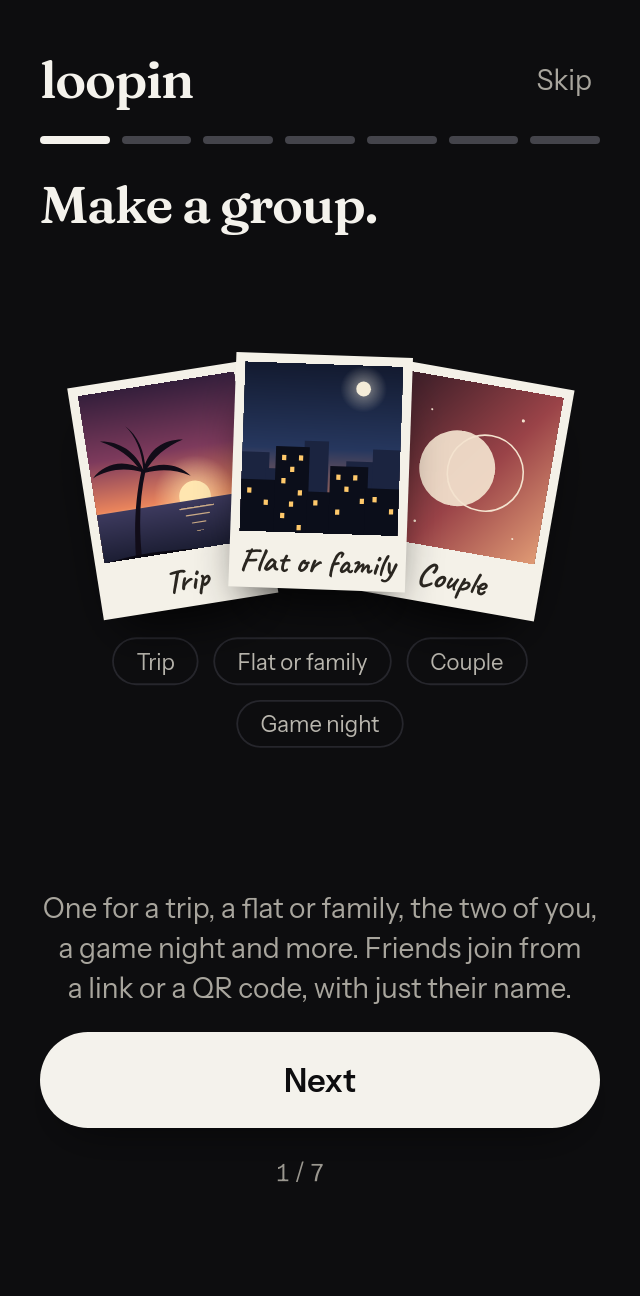 loopin
Skip
Make a group.
Trip
Flat or family
Couple
Trip
Flat or family
Couple
Game night
One for a trip, a flat or family, the two of you,
a game night and more. Friends join from
a link or a QR code, with just their name.
Next
1 / 7